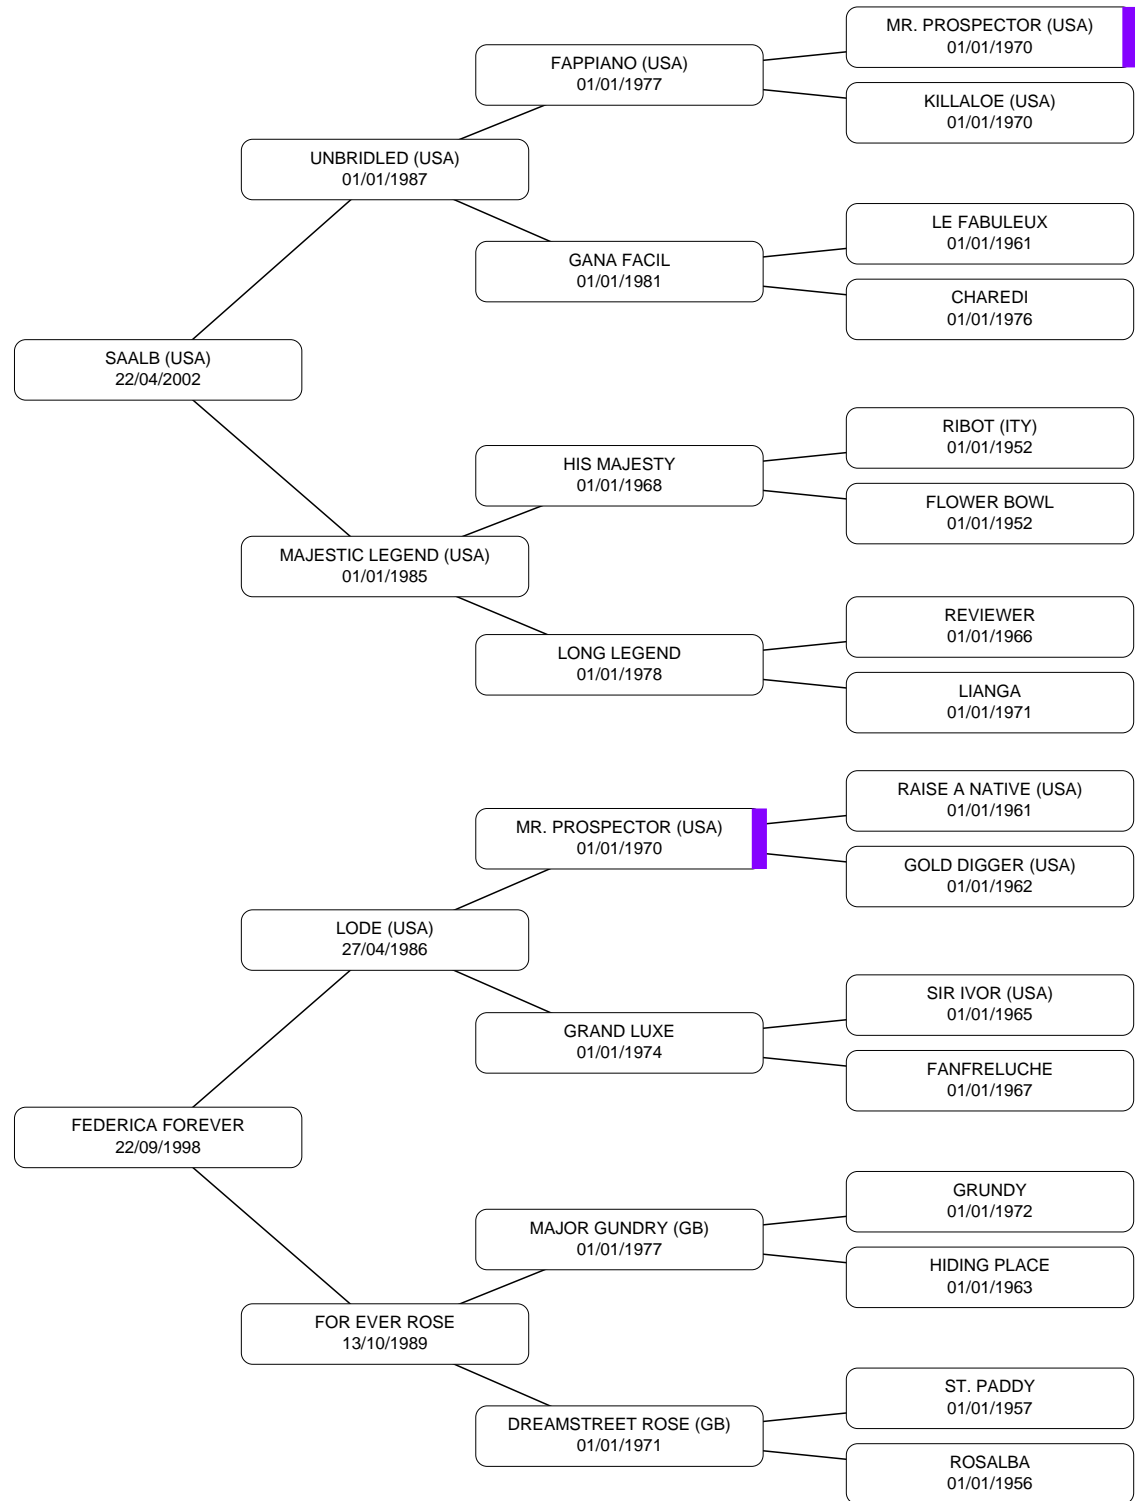 MR. PROSPECTOR (USA)
01/01/1970
FAPPIANO (USA)
01/01/1977
KILLALOE (USA)
01/01/1970
UNBRIDLED (USA)
01/01/1987
LE FABULEUX
01/01/1961
GANA FACIL
01/01/1981
CHAREDI
01/01/1976
SAALB (USA)
22/04/2002
RIBOT (ITY)
01/01/1952
HIS MAJESTY
01/01/1968
FLOWER BOWL
01/01/1952
MAJESTIC LEGEND (USA)
01/01/1985
REVIEWER
01/01/1966
LONG LEGEND
01/01/1978
LIANGA
01/01/1971
RAISE A NATIVE (USA)
01/01/1961
MR. PROSPECTOR (USA)
01/01/1970
GOLD DIGGER (USA)
01/01/1962
LODE (USA)
27/04/1986
SIR IVOR (USA)
01/01/1965
GRAND LUXE
01/01/1974
FANFRELUCHE
01/01/1967
FEDERICA FOREVER
22/09/1998
GRUNDY
01/01/1972
MAJOR GUNDRY (GB)
01/01/1977
HIDING PLACE
01/01/1963
FOR EVER ROSE
13/10/1989
ST. PADDY
01/01/1957
DREAMSTREET ROSE (GB)
01/01/1971
ROSALBA
01/01/1956